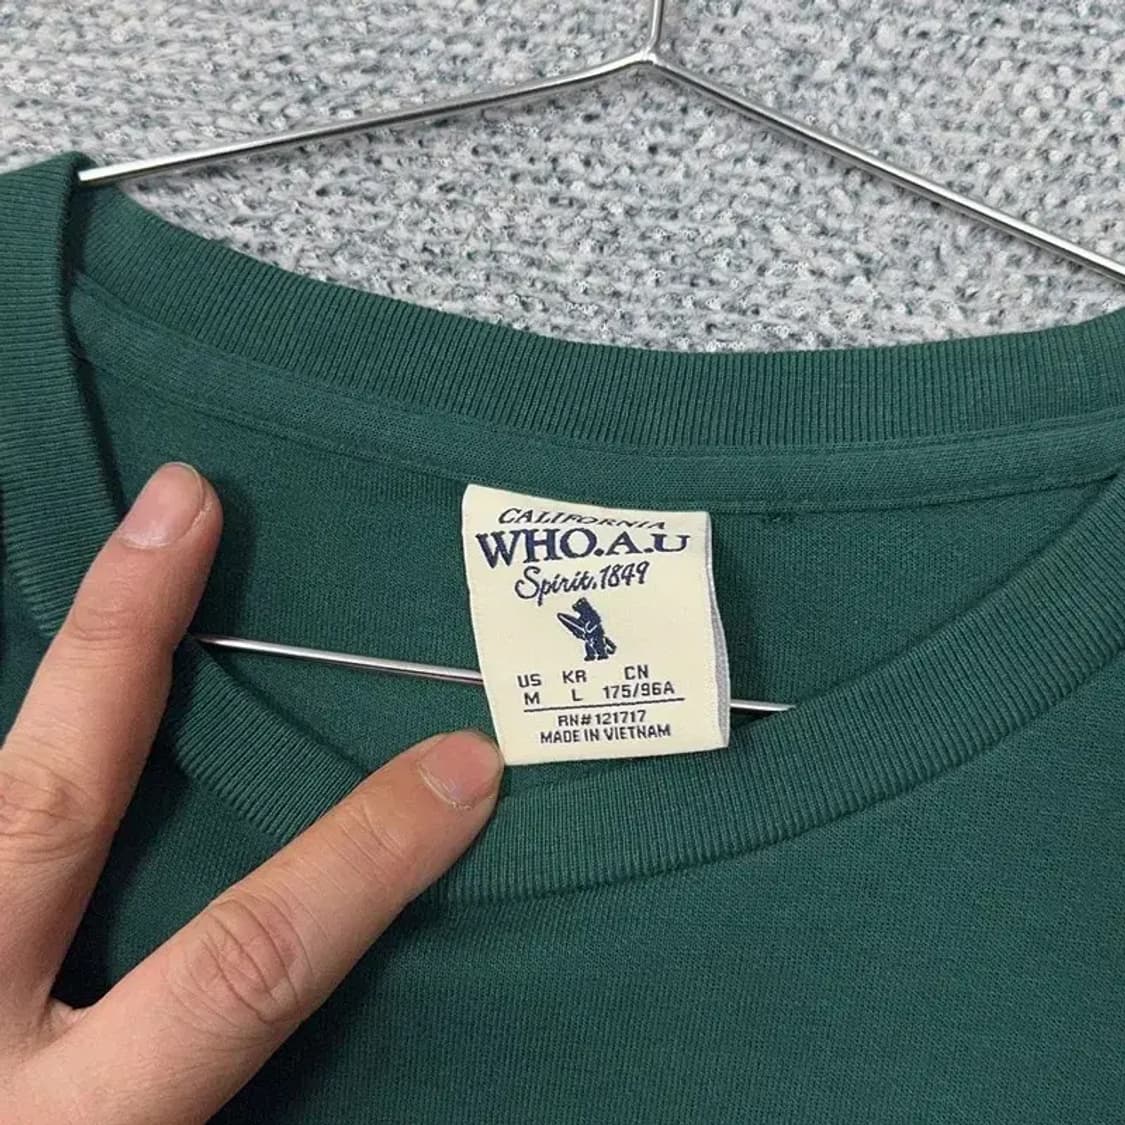 CALIFORNIA
WHO.A.U
Spirit.1849
US KR CN
M L 175/96A
RN# 121717
MADE IN VIETNAM